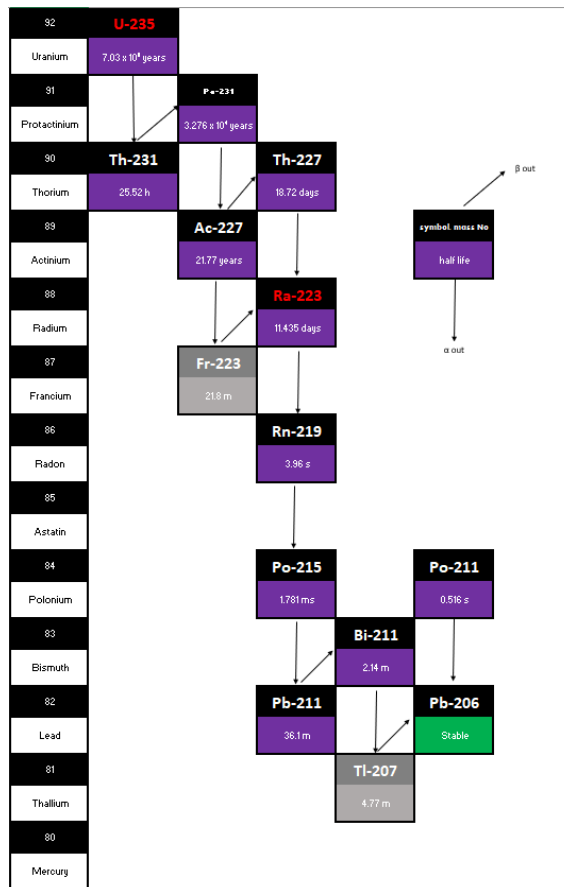 92 U-235
Uranium 7.03 x 10⁸ years
91 Pa-231
Protactinium 3.276 x 10⁴ years
90 Th-231 Th-227 β out
Thorium 25.52 h 18.72 days
89 Ac-227 symbol mass No
Actinium 21.77 years half life
88 Ra-223
Radium 11.435 days
α out
87 Fr-223
Francium 21.8 m
86 Rn-219
Radon 3.96 s
85
Astatin
84 Po-215 Po-211
Polonium 1.781 ms 0.516 s
83 Bi-211
Bismuth 2.14 m
82 Pb-211 Pb-206
Lead 36.1 m Stable
81 Tl-207
Thallium 4.77 m
80
Mercury